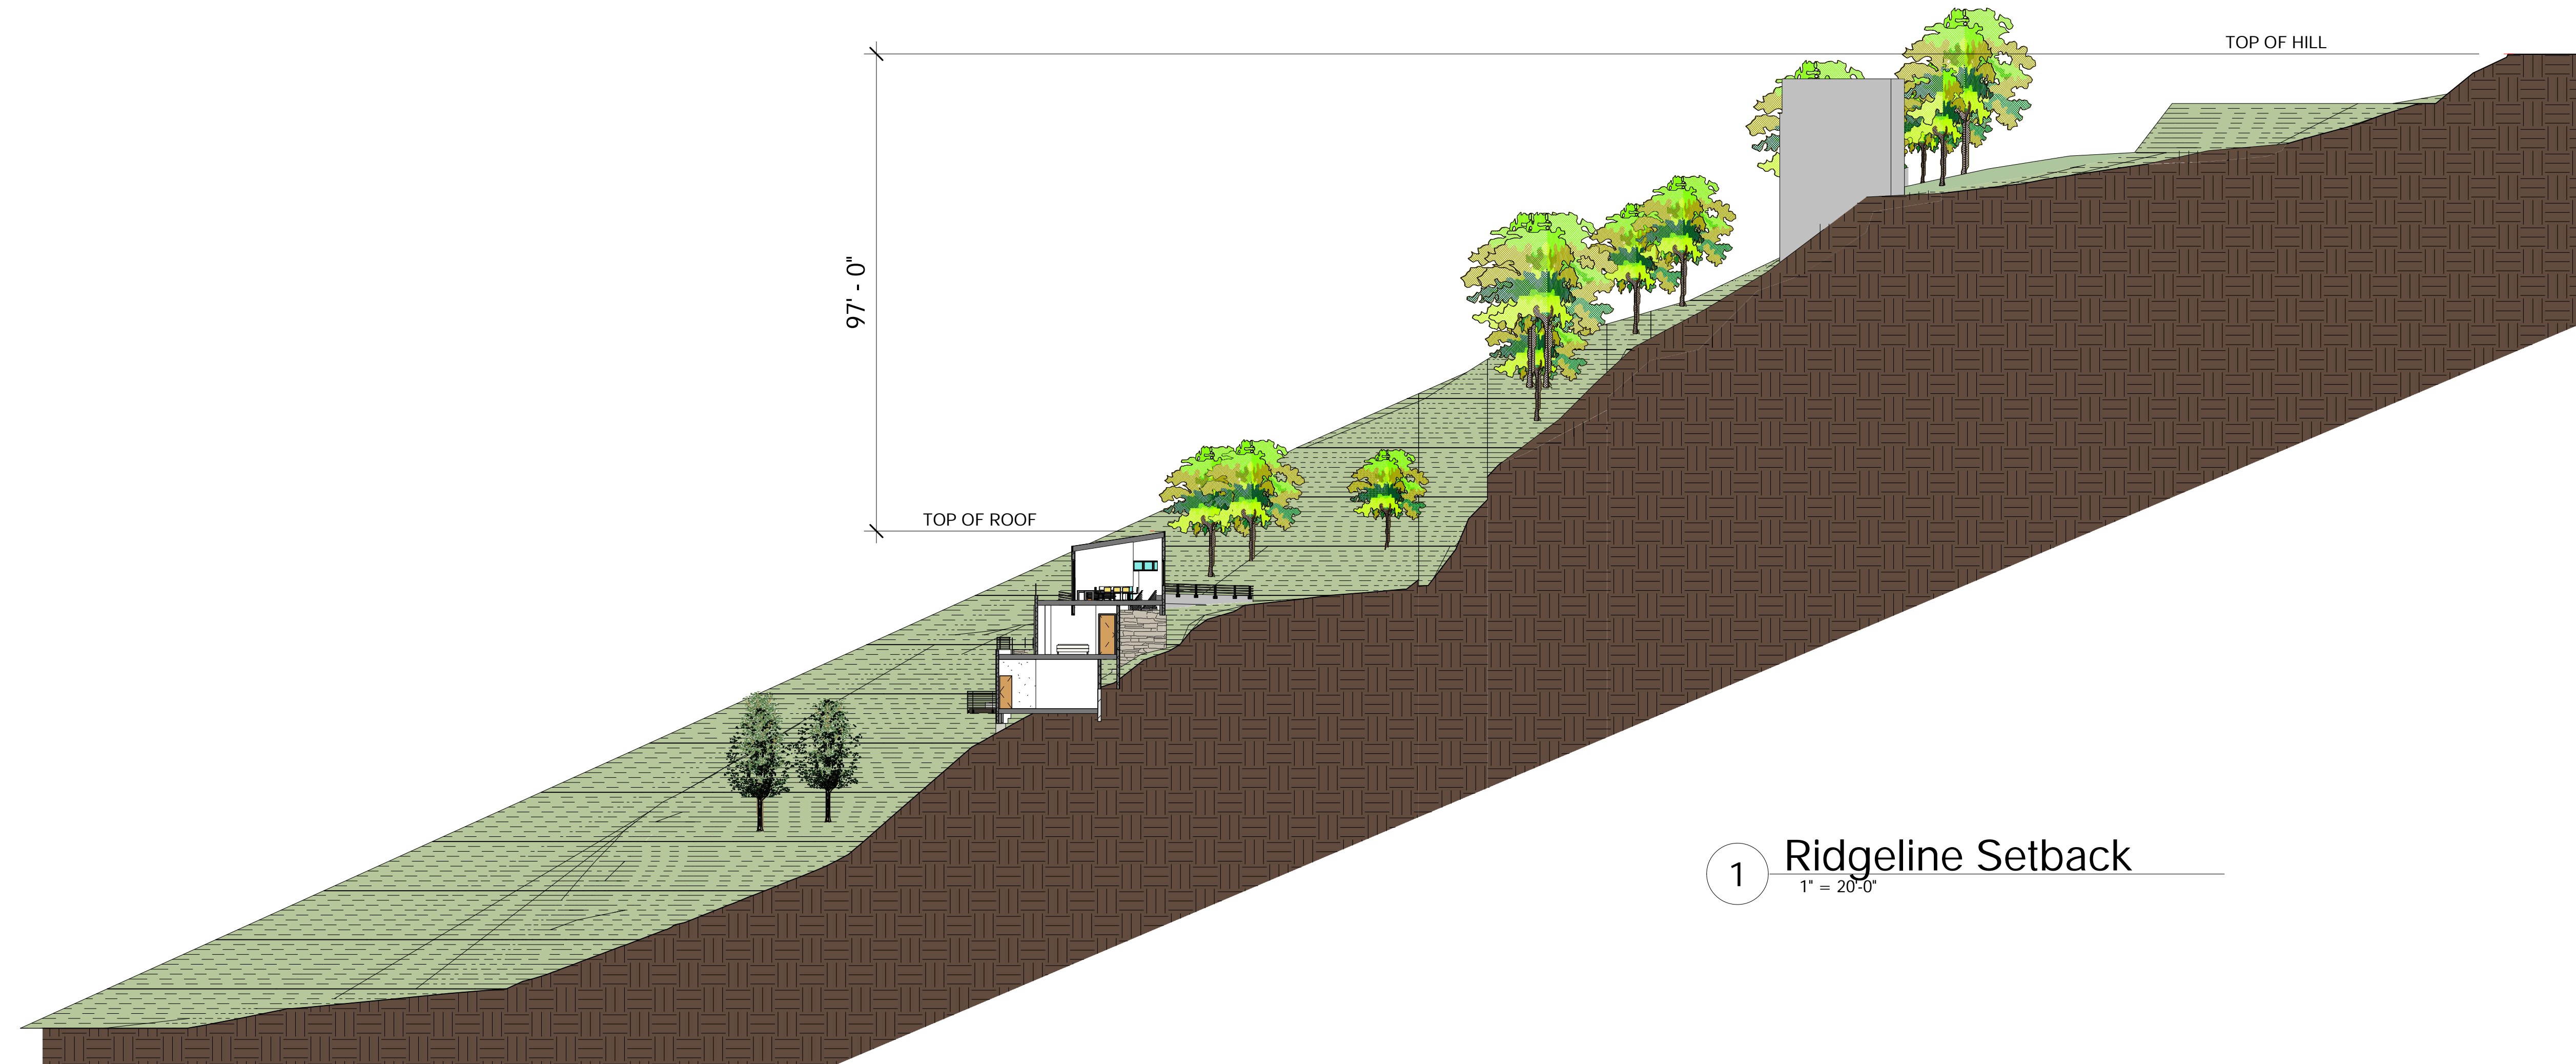 TOP OF HILL
97' - 0"
TOP OF ROOF
1
Ridgeline Setback
1" = 20'-0"